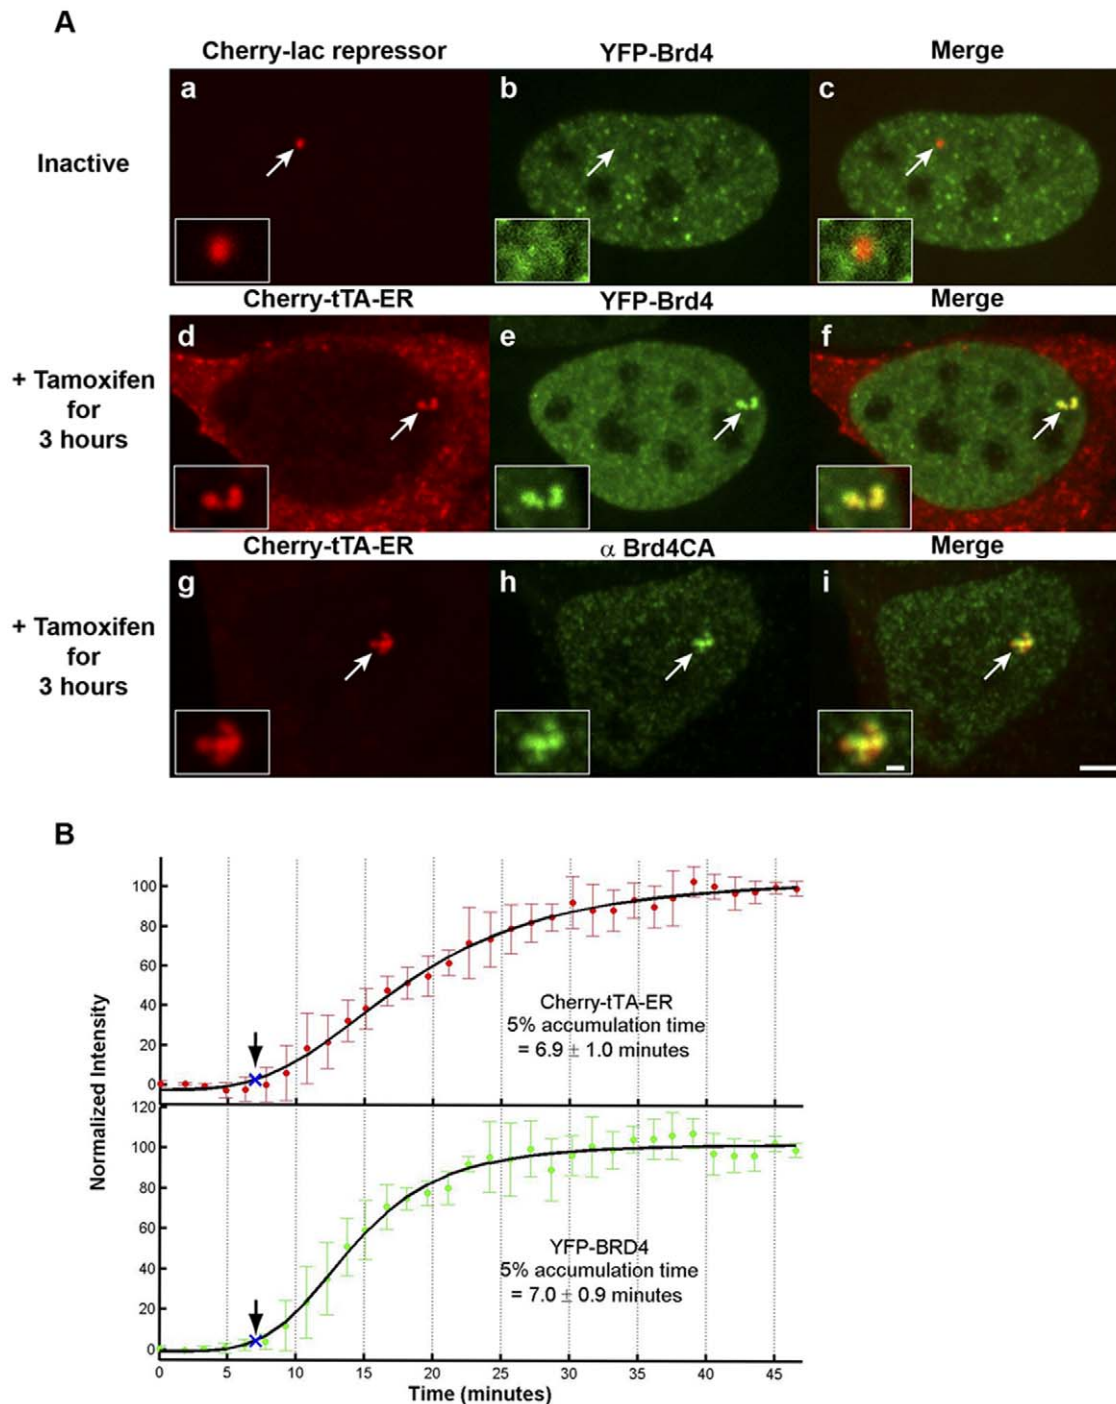 A
Cherry-lac repressor YFP-Brd4 Merge
Inactive
a b c
Cherry-tTA-ER YFP-Brd4 Merge
+ Tamoxifen
for
3 hours
d e f
Cherry-tTA-ER α Brd4CA Merge
+ Tamoxifen
for
3 hours
g h i
B
Normalized Intensity
100
80
60
40
20
0
Cherry-tTA-ER
5% accumulation time
= 6.9 ± 1.0 minutes
120
100
80
60
40
20
0
YFP-BRD4
5% accumulation time
= 7.0 ± 0.9 minutes
0 5 10 15 20 25 30 35 40 45
Time (minutes)